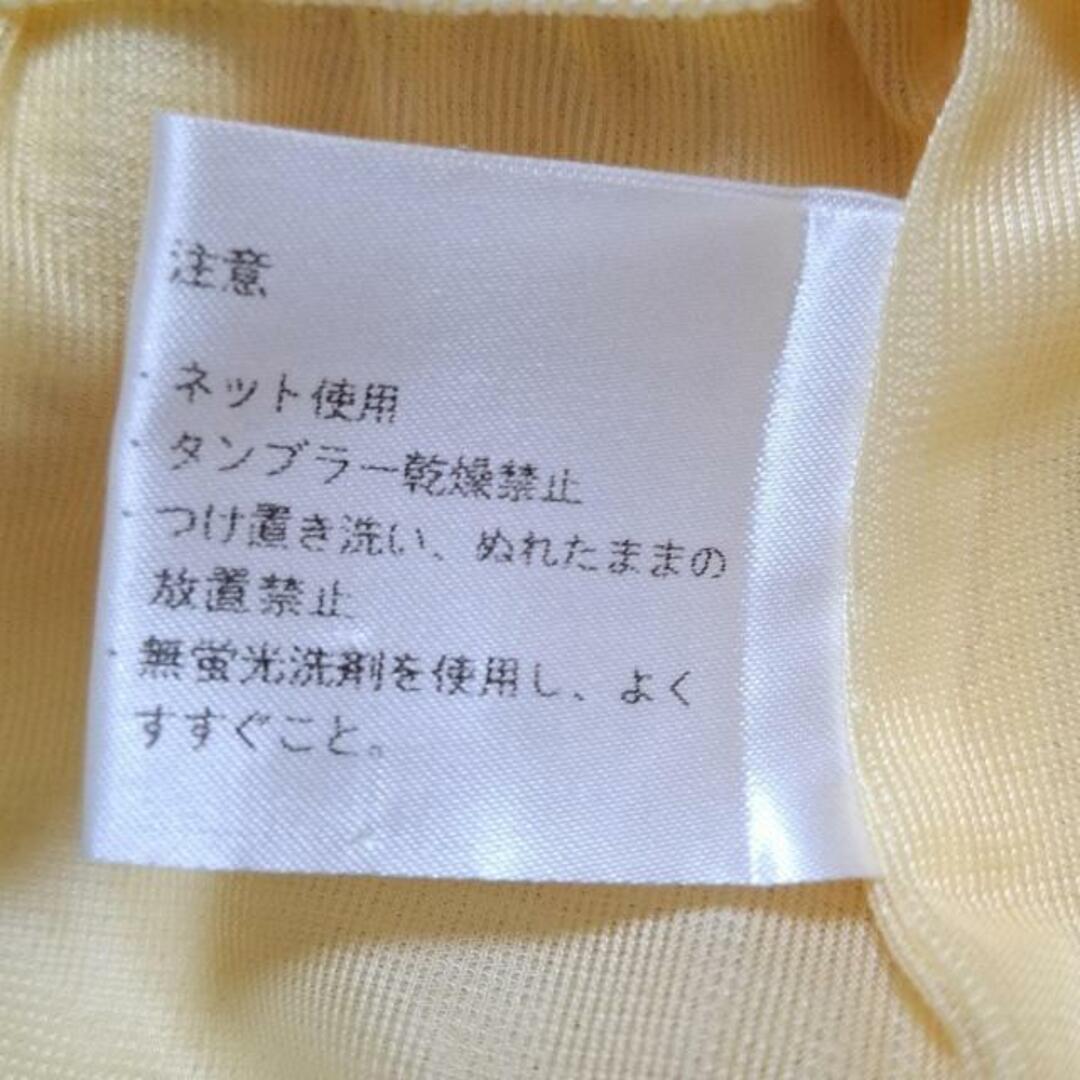 注意
・ネット使用
・タンブラー乾燥禁止
・つけ置き洗い、ぬれたままの
放置禁止
・無蛍光洗剤を使用し、よく
すすぐこと。